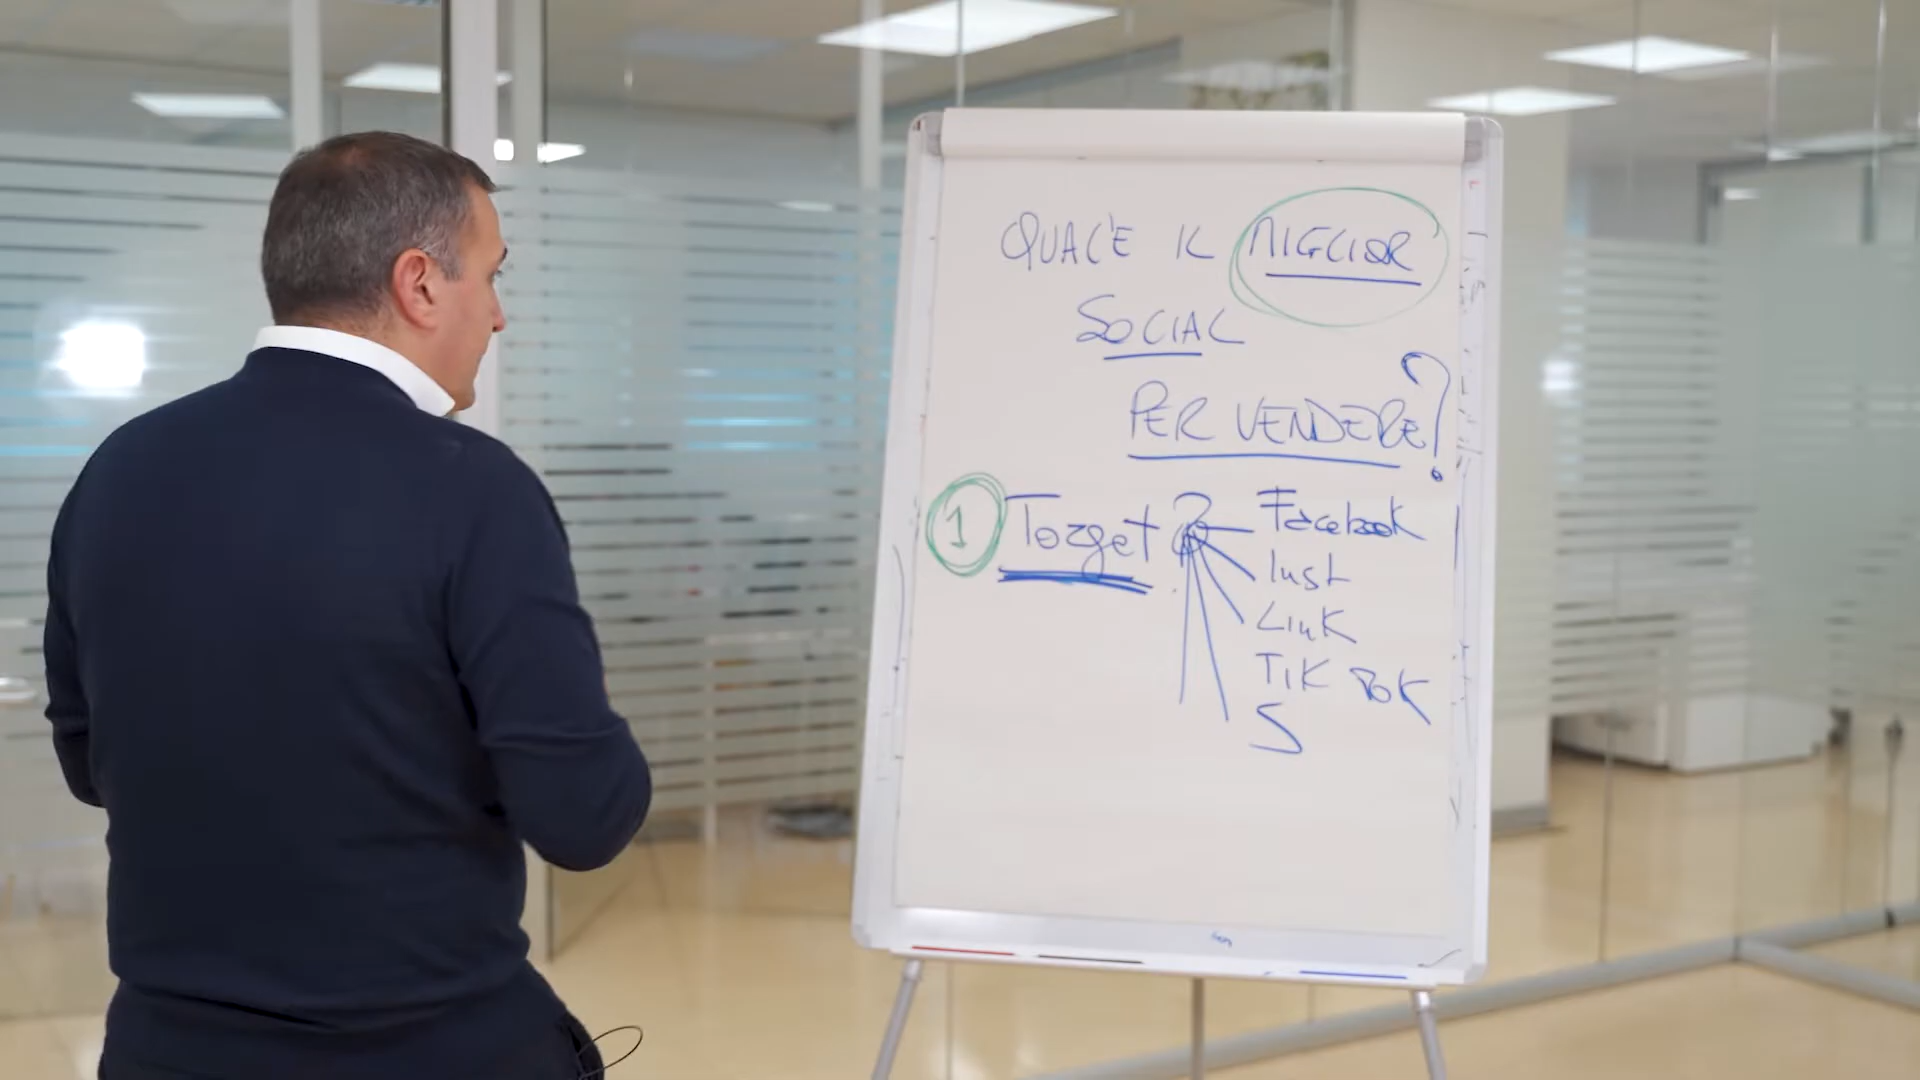 QUAL'È IL MIGLIOR
SOCIAL
PER VENDERE?
1 Target ? Facebook
Inst
Link
TIK TOK
S